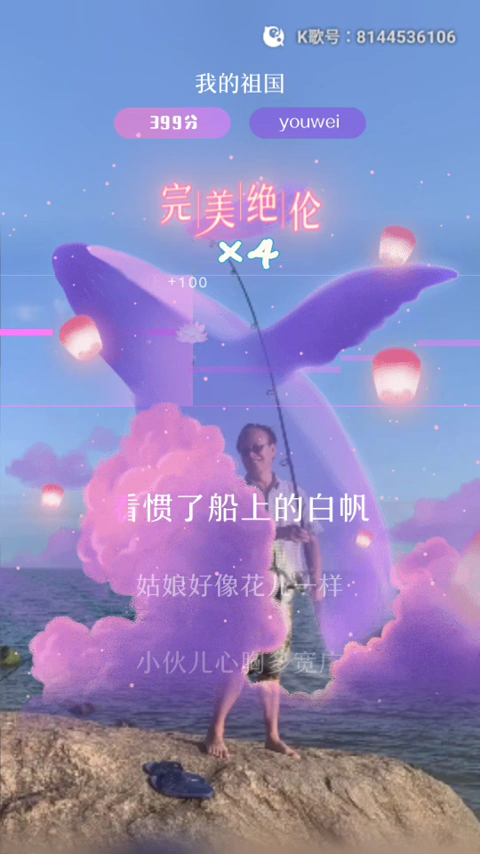 K歌号：8144536106
我的祖国
399分
youwei
完美绝伦
×4
+100
看惯了船上的白帆
姑娘好像花儿一样
小伙儿心胸多宽广